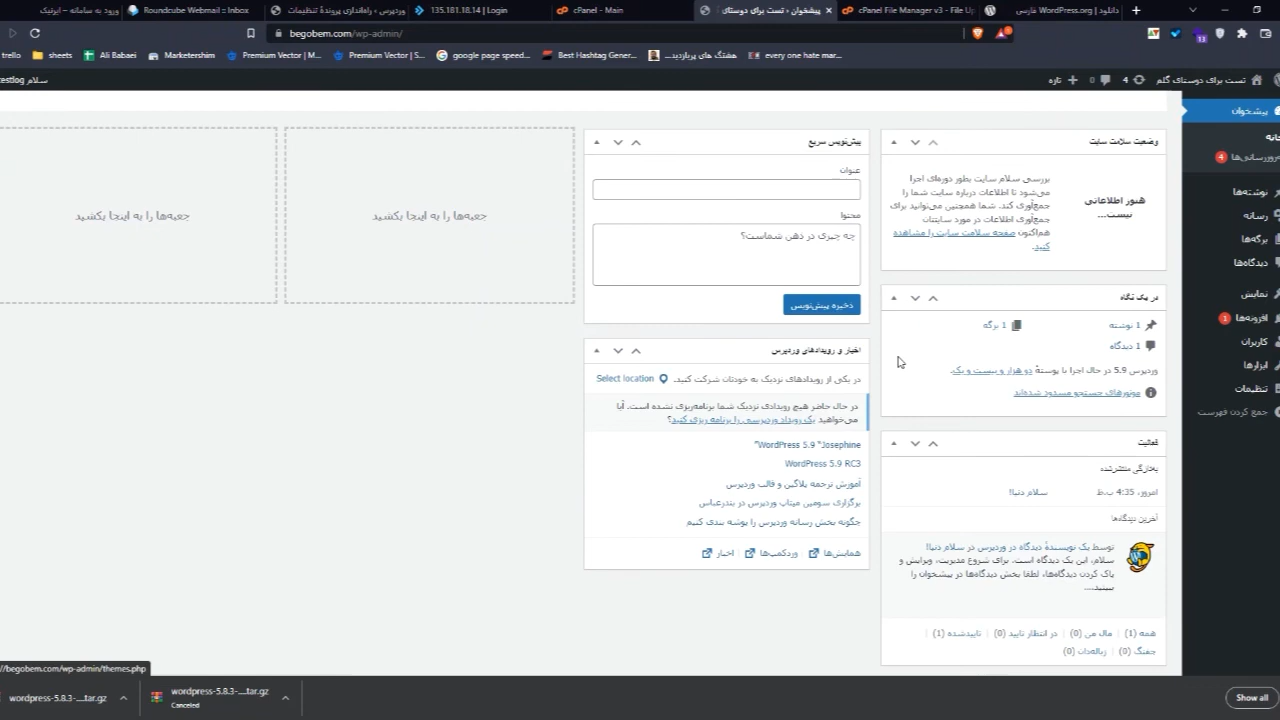 ورود به سامانه – ایرنیک
Roundcube Webmail :: Inbox
وردپرس › راه‌اندازی پروندهٔ تنظیمات
135.181.18.14 | Login
cPanel - Main
پیشخوان ‹ تست برای دوستای
cPanel File Manager v3 - File Up
دانلود | WordPress.org فارسی
begobem.com/wp-admin/
13
trello
sheets
Ali Babaei
Marketershim
Premium Vector |...
Premium Vector | S...
google page speed...
Best Hashtag Gener...
هشتگ های پربازدید...
every one hate mar...
تست برای دوستای گلم
4
0
تازه
سلام
پیشخوان
خانه
4
نوشته‌ها
رسانه
برگه‌ها
دیدگاه‌ها
نمایش
افزونه‌ها
1
کاربران
ابزارها
تنظیمات
جمع کردن فهرست
وضعیت سلامت سایت
هنوز اطلاعاتی
نیست...
بررسی سلام سایت بطور دوره‌ای اجرا
می‌شود تا اطلاعات درباره سایت شما را
جمع‌آوری کند. شما همچنین می‌توانید برای
جمع‌آوری اطلاعات در مورد سایتتان
هم‌اکنون صفحه سلامت سایت را مشاهده
کنید.
در یک نگاه
1 نوشته
1 برگه
1 دیدگاه
وردپرس 5.9 در حال اجرا با پوستهٔ دو هزار و بیست و یک.
موتورهای جستجو مسدود شده‌اند
فعالیت
به‌تازگی منتشرشده
امروز، 4:35 ب.ظ
سلام دنیا!
آخرین دیدگاه‌ها
توسط یک نویسندهٔ دیدگاه در وردپرس در سلام دنیا!
سلام، این یک دیدگاه است. برای شروع مدیریت، ویرایش و
پاک کردن دیدگاه‌ها، لطفا بخش دیدگاه‌ها در پیشخوان را
ببینید....
همه (1) | مال من (0) | در انتظار تایید (0) | تاییدشده (1) |
جفنگ (0) | زباله‌دان (0)
پیش‌نویس سریع
عنوان
محتوا
چه چیزی در ذهن شماست؟
ذخیره پیش‌نویس
اخبار و رویدادهای وردپرس
در یکی از رویدادهای نزدیک به خودتان شرکت کنید.
Select location
در حال حاضر هیچ رویدادی نزدیک شما برنامه‌ریزی نشده است. آیا
می‌خواهید یک رویداد وردپرسی را برنامه ریزی کنید؟
WordPress 5.9 "Josephine"
WordPress 5.9 RC3
آموزش ترجمه پلاگین و قالب وردپرس
برگزاری سومین میتاپ وردپرس در بندرعباس
چگونه بخش رسانه وردپرس را پوشه بندی کنیم
همایش‌ها
وردکمپ‌ها
اخبار
جعبه‌ها را به اینجا بکشید
جعبه‌ها را به اینجا بکشید
//begobem.com/wp-admin/themes.php
wordpress-5.8.3-....tar.gz
wordpress-5.8.3-....tar.gz
Canceled
Show all